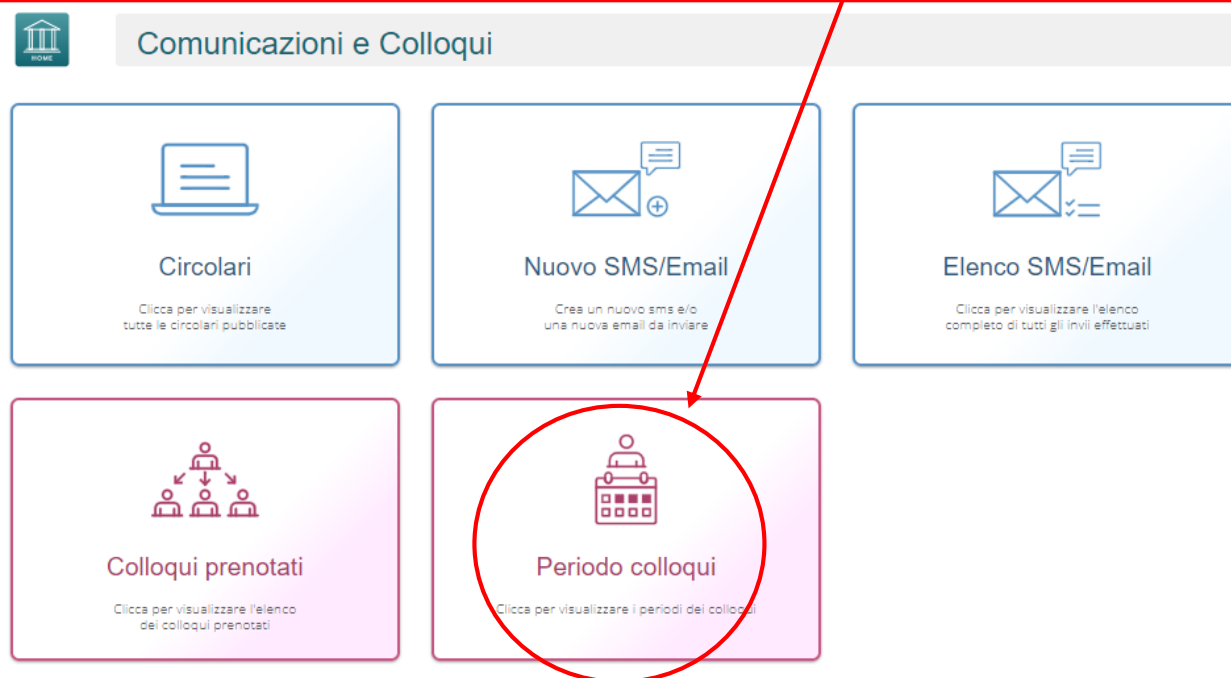 HOME
Comunicazioni e Colloqui
Circolari
Clicca per visualizzare
tutte le circolari pubblicate
Nuovo SMS/Email
Crea un nuovo sms e/o
una nuova email da inviare
Elenco SMS/Email
Clicca per visualizzare l'elenco
completo di tutti gli invii effettuati
Colloqui prenotati
Clicca per visualizzare l'elenco
dei colloqui prenotati
Periodo colloqui
Clicca per visualizzare i periodi dei colloqui